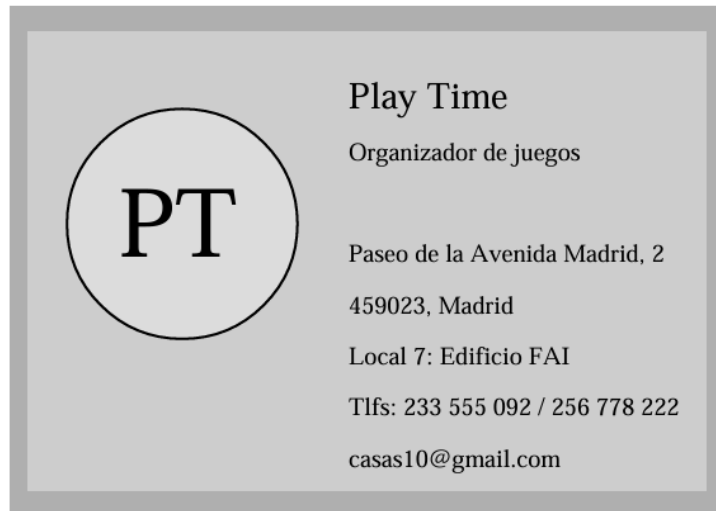 PT
Play Time
Organizador de juegos
Paseo de la Avenida Madrid, 2
459023, Madrid
Local 7: Edificio FAI
Tlfs: 233 555 092 / 256 778 222
casas10@gmail.com